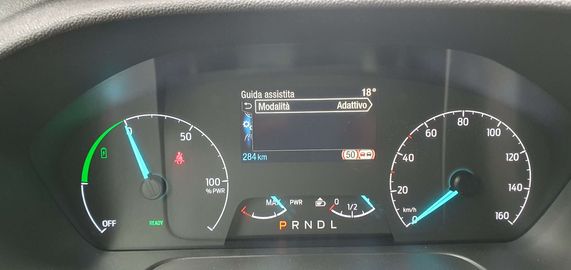 Guida assistita 18°
Modalità Adattivo
284 km 50
0 50 100 % PWR
OFF READY
MAX PWR 0 1/2
P R N D L
0 20 40 60 80 100 120 140 160
km/h